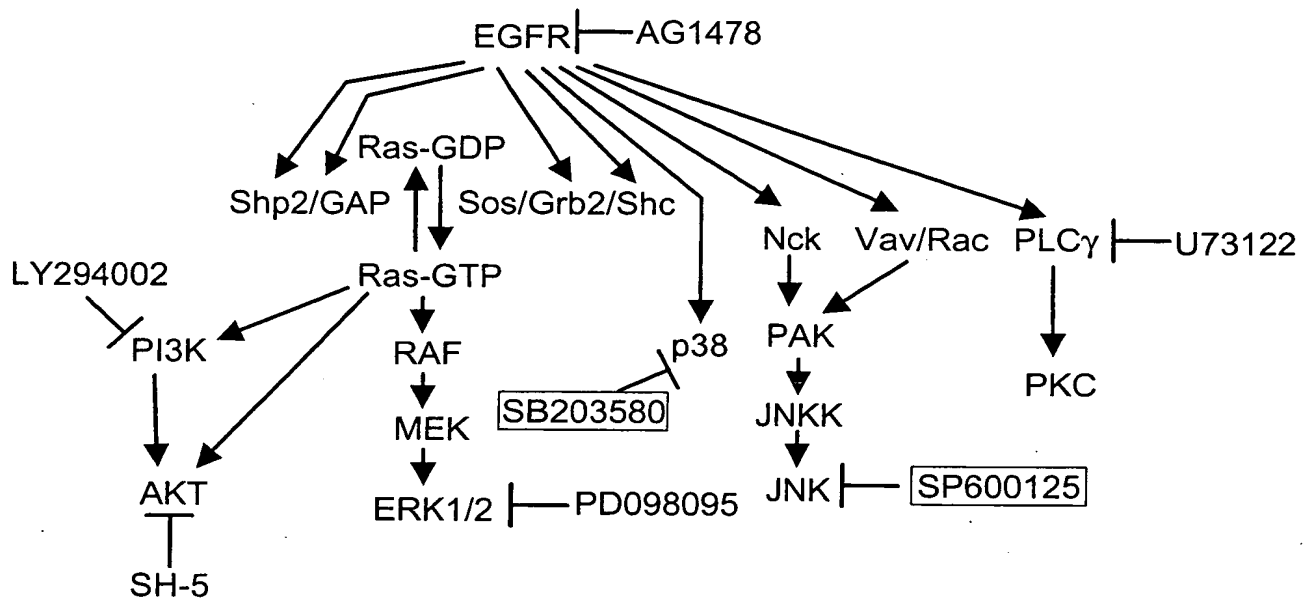 EGFR
AG1478
Ras-GDP
Shp2/GAP
Sos/Grb2/Shc
Nck
Vav/Rac
PLCγ
U73122
LY294002
Ras-GTP
PI3K
RAF
p38
PAK
PKC
SB203580
MEK
JNKK
AKT
ERK1/2
PD098095
JNK
SP600125
SH-5